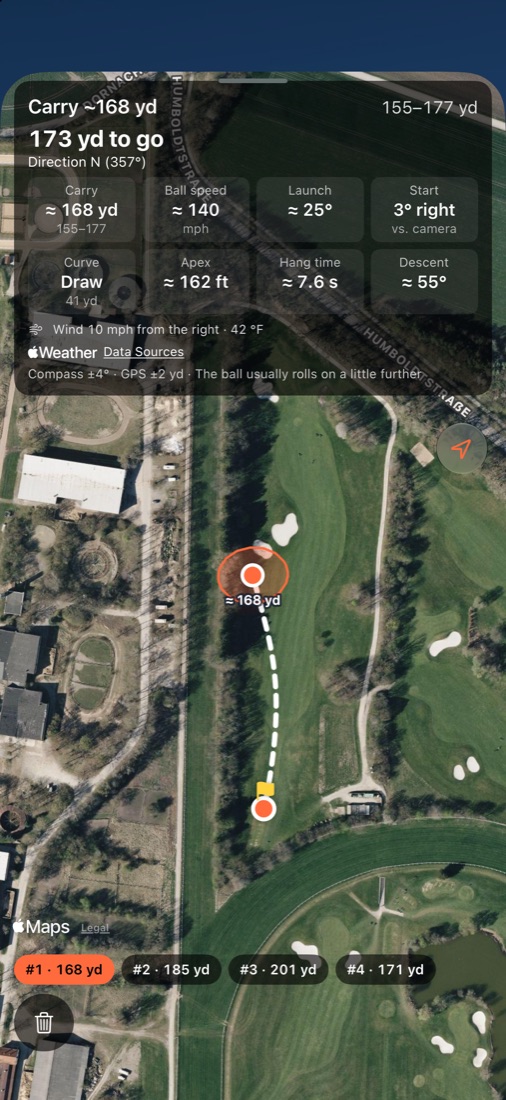 DORNACH
HUMBOLDTSTRAẞE
Carry ~168 yd
155–177 yd
173 yd to go
Direction N (357°)
Carry
≈ 168 yd
155–177
Ball speed
≈ 140
mph
Launch
≈ 25°
Start
3° right
vs. camera
Curve
Draw
41 yd
Apex
≈ 162 ft
Hang time
≈ 7.6 s
Descent
≈ 55°
Wind 10 mph from the right · 42 °F
Weather Data Sources
Compass ±4° · GPS ±2 yd · The ball usually rolls on a little further.
HUMBOLDTSTRAẞE
≈ 168 yd
Maps Legal
#1 · 168 yd
#2 · 185 yd
#3 · 201 yd
#4 · 171 yd